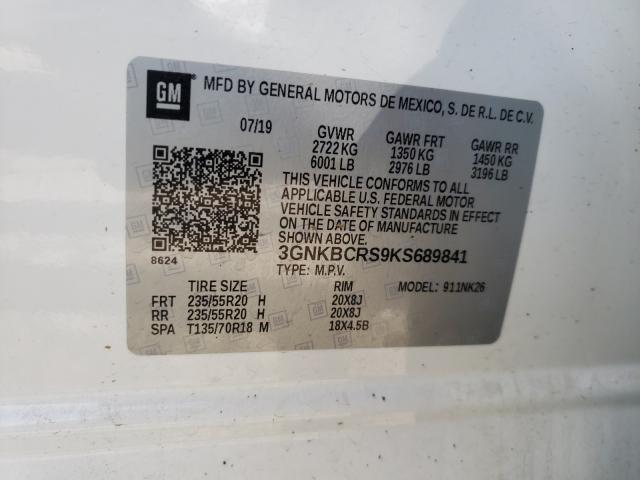 GM MFD BY GENERAL MOTORS DE MEXICO, S. DE R.L. DE C.V.
07/19 GVWR GAWR FRT GAWR RR
2722 KG 1350 KG 1450 KG
6001 LB 2976 LB 3196 LB
THIS VEHICLE CONFORMS TO ALL
APPLICABLE U.S. FEDERAL MOTOR
VEHICLE SAFETY STANDARDS IN EFFECT
ON THE DATE OF MANUFACTURE
SHOWN ABOVE.
8624 3GNKBCRS9KS689841
TYPE: M.P.V. MODEL: 911NK26
TIRE SIZE RIM
FRT 235/55R20 H 20X8J
RR 235/55R20 H 20X8J
SPA T135/70R18 M 18X4.5B